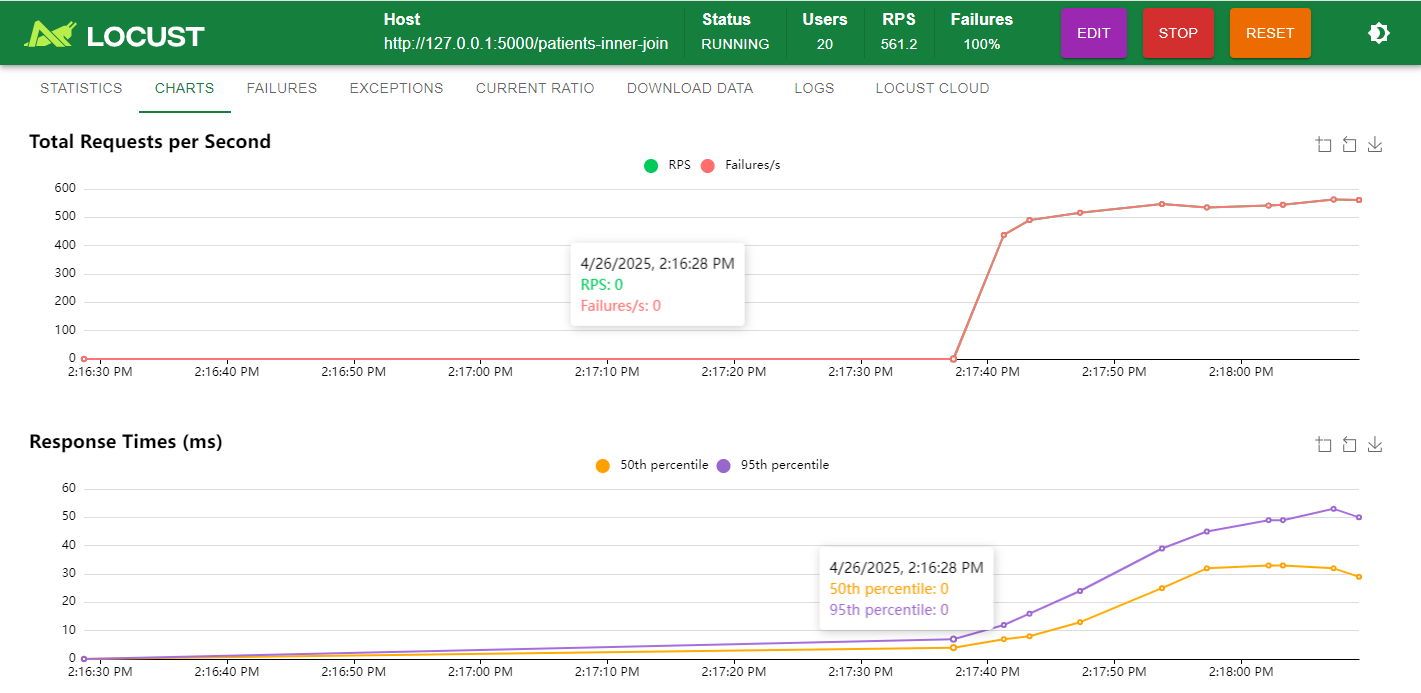 LOCUST
Host
http://127.0.0.1:5000/patients-inner-join
Status
RUNNING
Users
20
RPS
561.2
Failures
100%
EDIT
STOP
RESET
STATISTICS
CHARTS
FAILURES
EXCEPTIONS
CURRENT RATIO
DOWNLOAD DATA
LOGS
LOCUST CLOUD
Total Requests per Second
RPS
Failures/s
600
500
400
300
200
100
0
4/26/2025, 2:16:28 PM
RPS: 0
Failures/s: 0
2:16:30 PM
2:16:40 PM
2:16:50 PM
2:17:00 PM
2:17:10 PM
2:17:20 PM
2:17:30 PM
2:17:40 PM
2:17:50 PM
2:18:00 PM
Response Times (ms)
50th percentile
95th percentile
60
50
40
30
20
10
0
4/26/2025, 2:16:28 PM
50th percentile: 0
95th percentile: 0
2:16:30 PM
2:16:40 PM
2:16:50 PM
2:17:00 PM
2:17:10 PM
2:17:20 PM
2:17:30 PM
2:17:40 PM
2:17:50 PM
2:18:00 PM